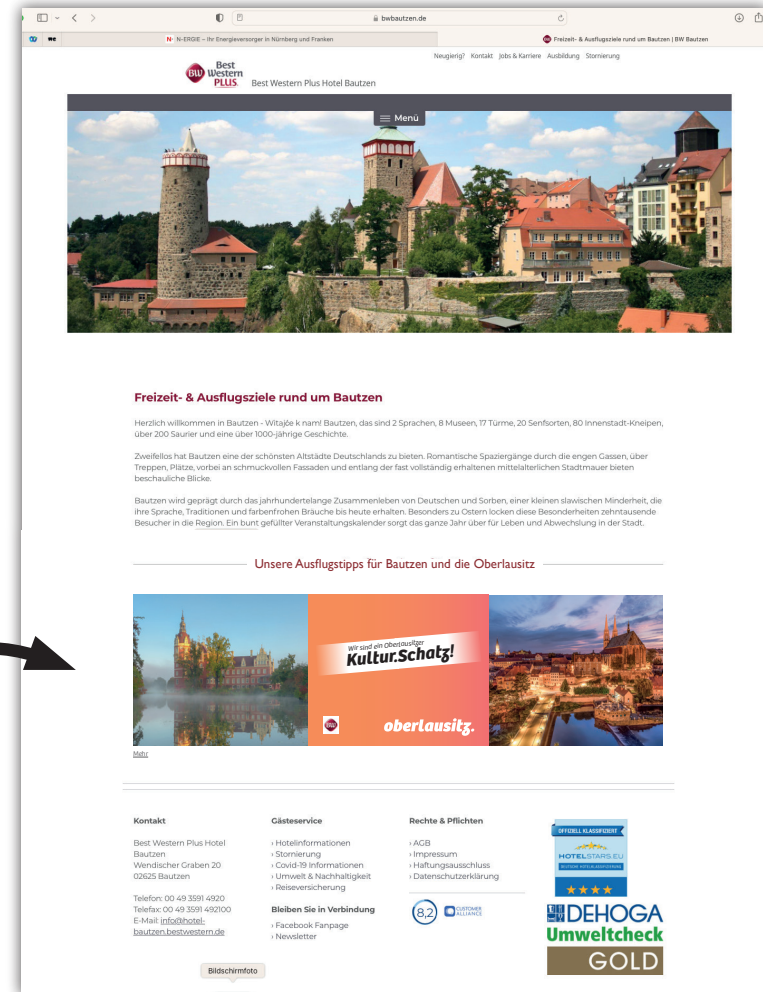 bwbautzen.de
we
N- N-ERGIE – Ihr Energieversorger in Nürnberg und Franken
Freizeit- & Ausflugsziele rund um Bautzen | BW Bautzen
Neugierig? Kontakt Jobs & Karriere Ausbildung Stornierung
BW Best Western PLUS. Best Western Plus Hotel Bautzen
Menü
Freizeit- & Ausflugsziele rund um Bautzen
Herzlich willkommen in Bautzen - Witajće k nam! Bautzen, das sind 2 Sprachen, 8 Museen, 17 Türme, 20 Senfsorten, 80 Innenstadt-Kneipen,
über 200 Saurier und eine über 1000-jährige Geschichte.
Zweifellos hat Bautzen eine der schönsten Altstädte Deutschlands zu bieten. Romantische Spaziergänge durch die engen Gassen, über
Treppen, Plätze, vorbei an schmuckvollen Fassaden und entlang der fast vollständig erhaltenen mittelalterlichen Stadtmauer bieten
beschauliche Blicke.
Bautzen wird geprägt durch das jahrhundertelange Zusammenleben von Deutschen und Sorben, einer kleinen slawischen Minderheit, die
ihre Sprache, Traditionen und farbenfrohen Bräuche bis heute erhalten. Besonders zu Ostern locken diese Besonderheiten zehntausende
Besucher in die Region. Ein bunt gefüllter Veranstaltungskalender sorgt das ganze Jahr über für Leben und Abwechslung in der Stadt.
Unsere Ausflugstipps für Bautzen und die Oberlausitz
Wir sind ein Oberlausitzer
Kultur.Schatz!
oberlausitz.
Mehr
Kontakt
Best Western Plus Hotel
Bautzen
Wendischer Graben 20
02625 Bautzen
Telefon: 00 49 3591 4920
Telefax: 00 49 3591 492100
E-Mail: info@hotel-
bautzen.bestwestern.de
Gästeservice
› Hotelinformationen
› Stornierung
› Covid-19 Informationen
› Umwelt & Nachhaltigkeit
› Reiseversicherung
Bleiben Sie in Verbindung
› Facebook Fanpage
› Newsletter
Rechte & Pflichten
› AGB
› Impressum
› Haftungsausschluss
› Datenschutzerklärung
8,2 CUSTOMER
ALLIANCE
OFFIZIELL KLASSIFIZIERT
HOTELSTARS.EU
DEUTSCHE HOTELKLASSIFIZIERUNG
DEHOGA
Umweltcheck
GOLD
Bildschirmfoto